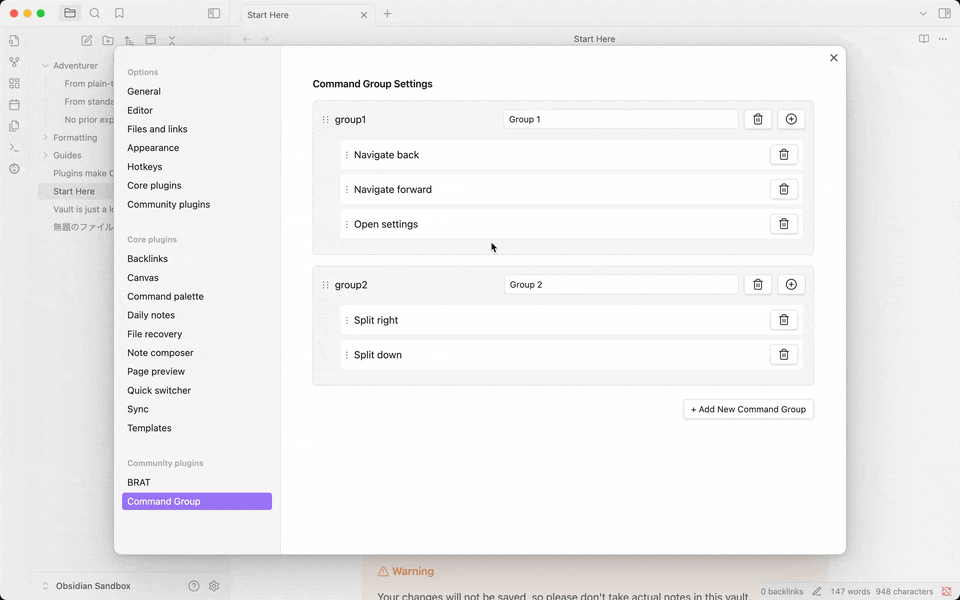 Start Here
Start Here
Adventurer
From plain-t
From standa
No prior exp
Formatting
Guides
Plugins make C
Start Here
Vault is just a lo
無題のファイル
Obsidian Sandbox
Options
General
Editor
Files and links
Appearance
Hotkeys
Core plugins
Community plugins
Core plugins
Backlinks
Canvas
Command palette
Daily notes
File recovery
Note composer
Page preview
Quick switcher
Sync
Templates
Community plugins
BRAT
Command Group
Command Group Settings
group1 Group 1
Navigate back
Navigate forward
Open settings
group2 Group 2
Split right
Split down
+ Add New Command Group
Warning
Your changes will not be saved, so please don't take actual notes in this vault.
0 backlinks 147 words 948 characters